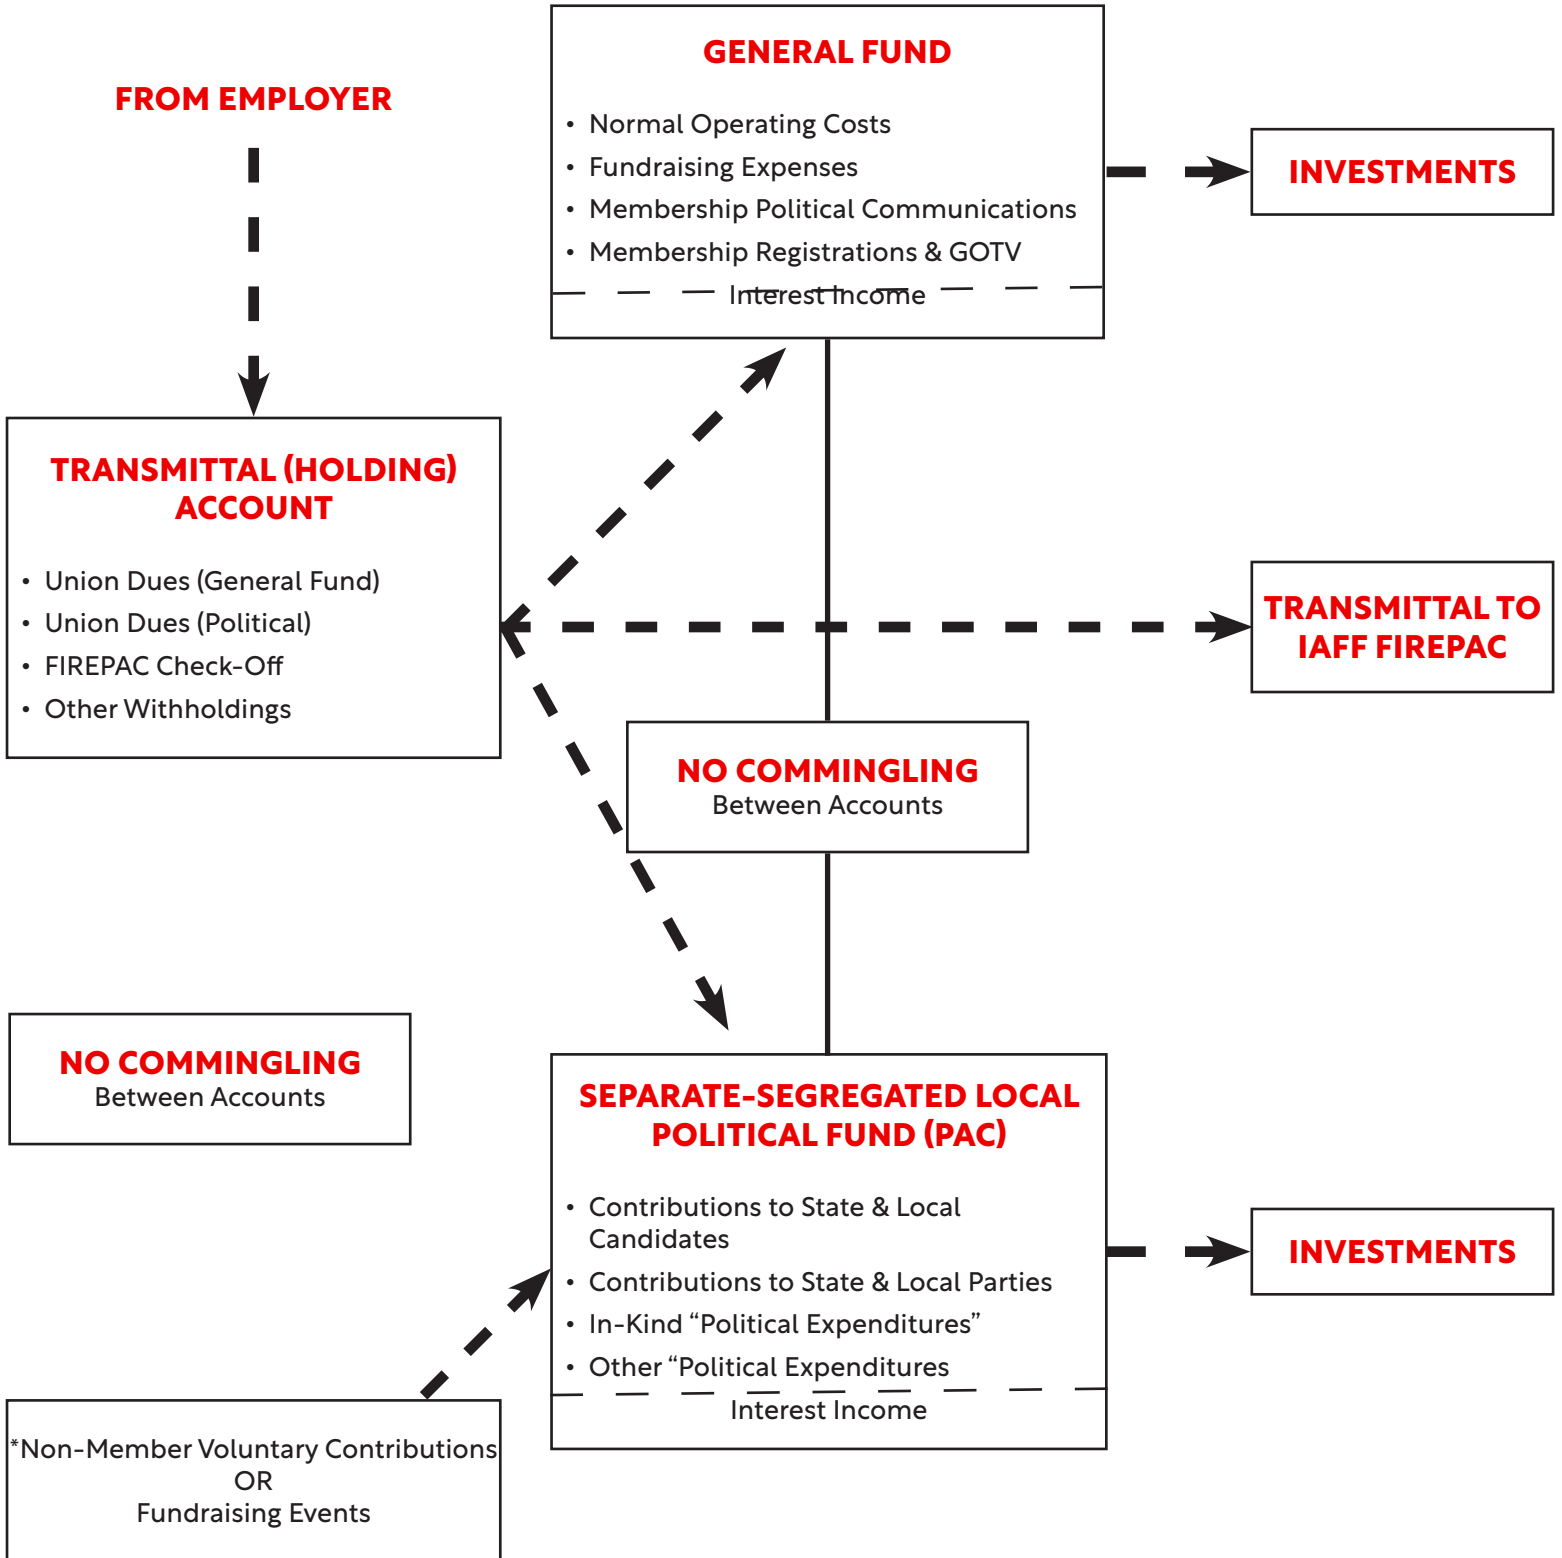 GENERAL FUND
• Normal Operating Costs
• Fundraising Expenses
• Membership Political Communications
• Membership Registrations & GOTV
Interest Income
FROM EMPLOYER
INVESTMENTS
TRANSMITTAL (HOLDING)
ACCOUNT
• Union Dues (General Fund)
• Union Dues (Political)
• FIREPAC Check-Off
• Other Withholdings
TRANSMITTAL TO
IAFF FIREPAC
NO COMMINGLING
Between Accounts
NO COMMINGLING
Between Accounts
SEPARATE-SEGREGATED LOCAL
POLITICAL FUND (PAC)
• Contributions to State & Local
Candidates
• Contributions to State & Local Parties
• In-Kind “Political Expenditures”
• Other “Political Expenditures
Interest Income
INVESTMENTS
*Non-Member Voluntary Contributions
OR
Fundraising Events